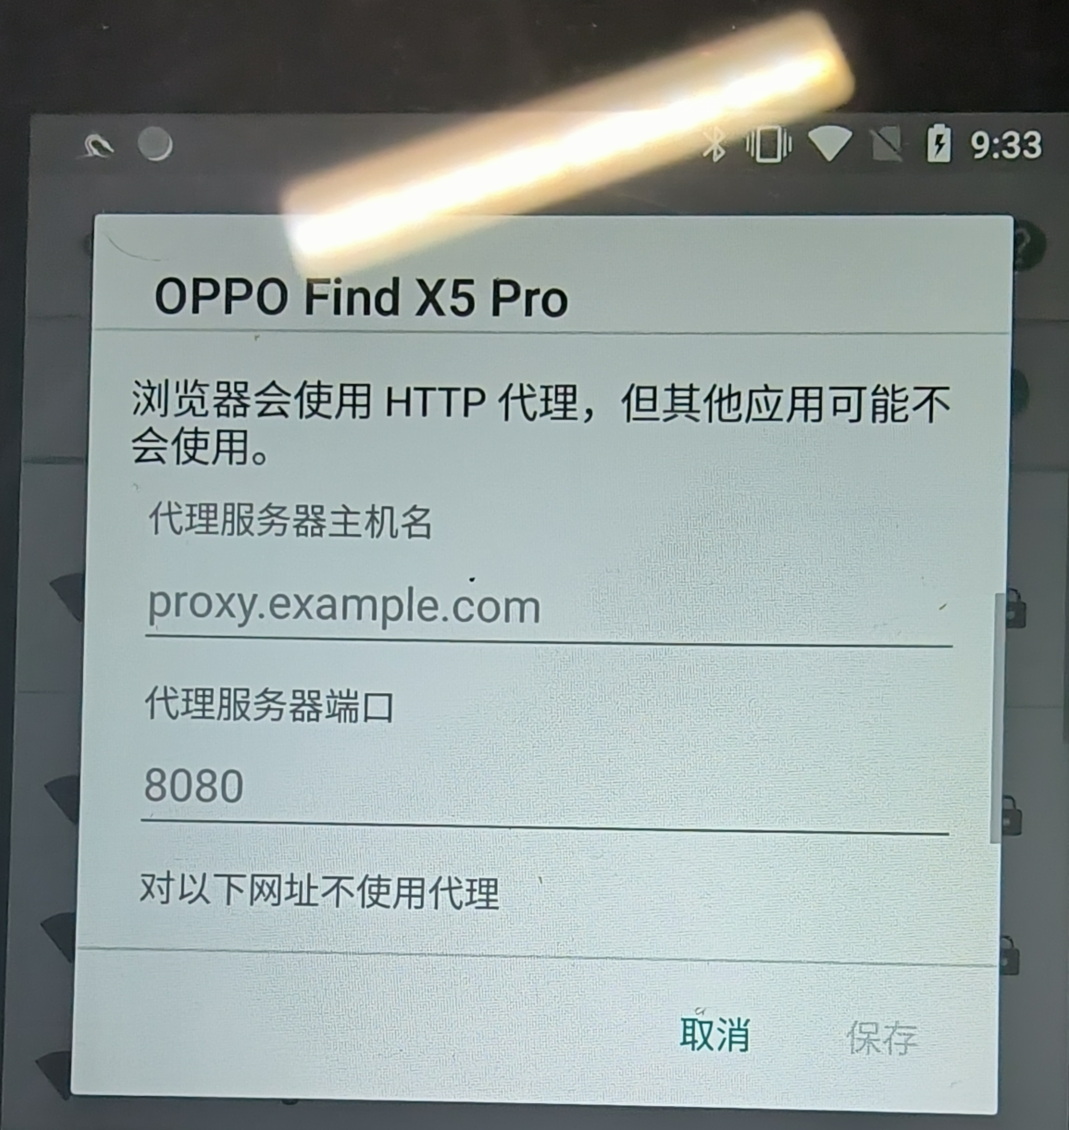 9:33
OPPO Find X5 Pro
浏览器会使用 HTTP 代理，但其他应用可能不
会使用。
代理服务器主机名
proxy.example.com
代理服务器端口
8080
对以下网址不使用代理
取消 保存